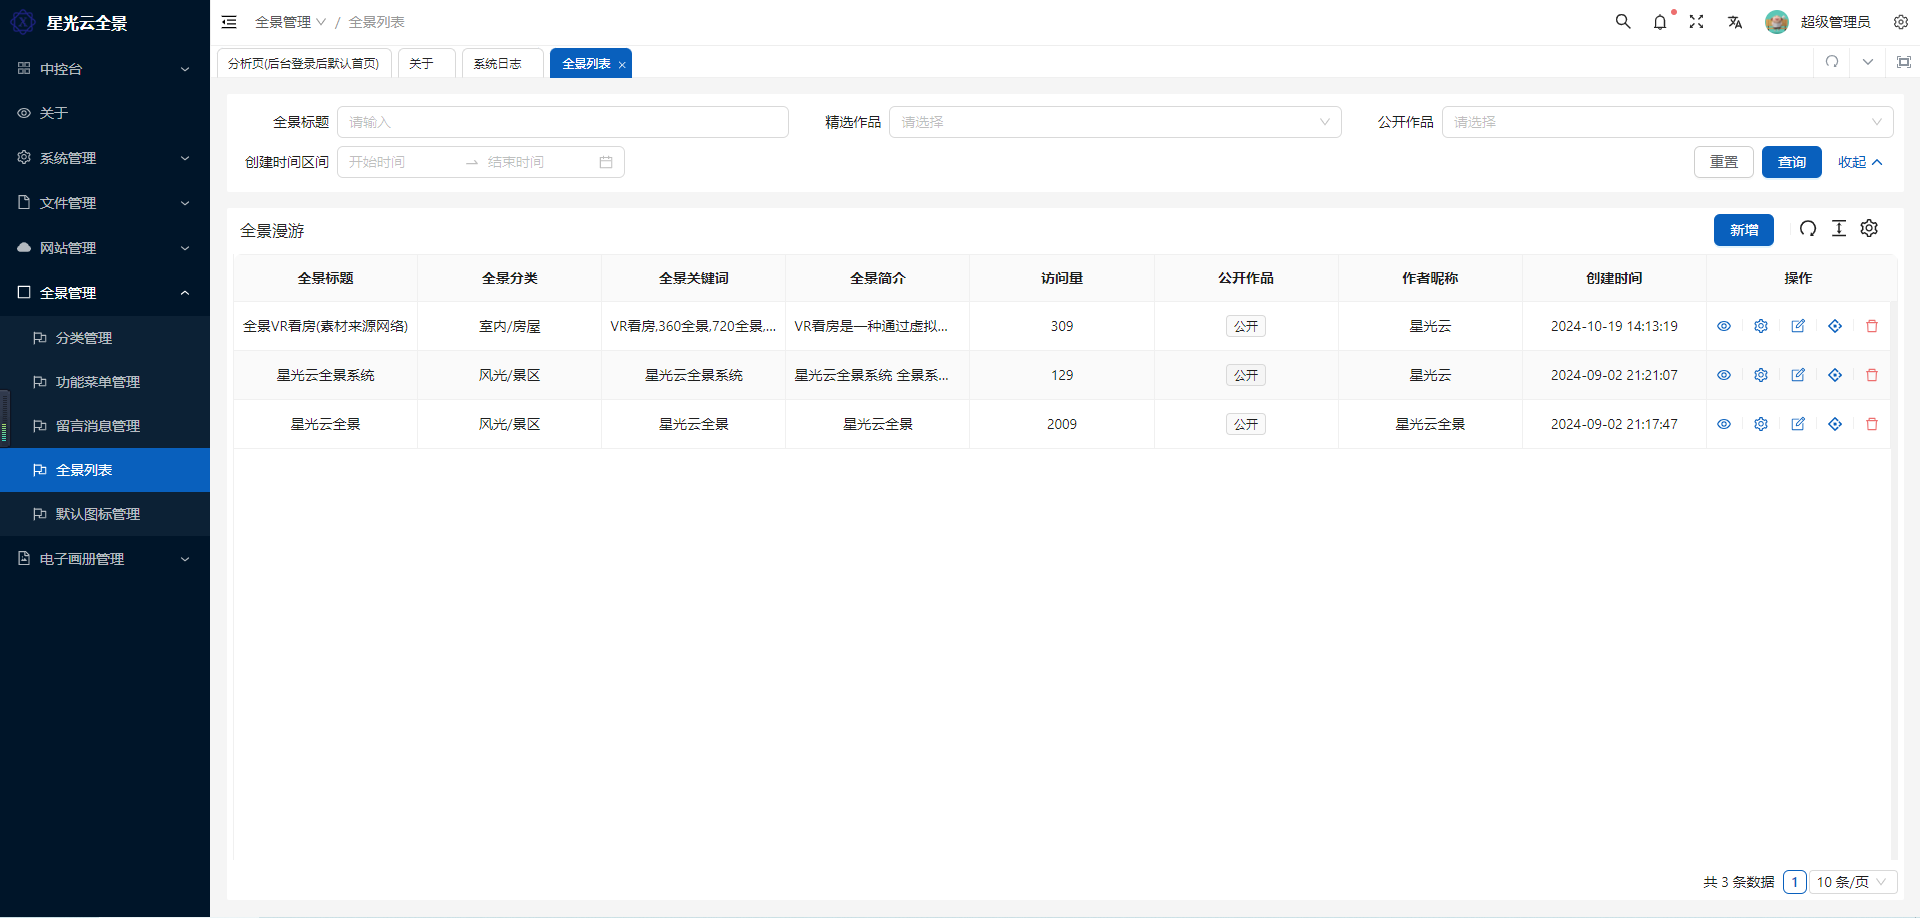 星光云全景
全景管理 / 全景列表
超级管理员
分析页(后台登录后默认首页)
关于
系统日志
全景列表
中控台
关于
系统管理
文件管理
网站管理
全景管理
分类管理
功能菜单管理
留言消息管理
全景列表
默认图标管理
电子画册管理
全景标题 请输入 精选作品 请选择 公开作品 请选择
创建时间区间 开始时间 结束时间 重置 查询 收起
全景漫游 新增
全景标题 全景分类 全景关键词 全景简介 访问量 公开作品 作者昵称 创建时间 操作
全景VR看房(素材来源网络) 室内/房屋 VR看房,360全景,720全景,... VR看房是一种通过虚拟... 309 公开 星光云 2024-10-19 14:13:19
星光云全景系统 风光/景区 星光云全景系统 星光云全景系统 全景系... 129 公开 星光云 2024-09-02 21:21:07
星光云全景 风光/景区 星光云全景 星光云全景 2009 公开 星光云全景 2024-09-02 21:17:47
共 3 条数据 1 10 条/页